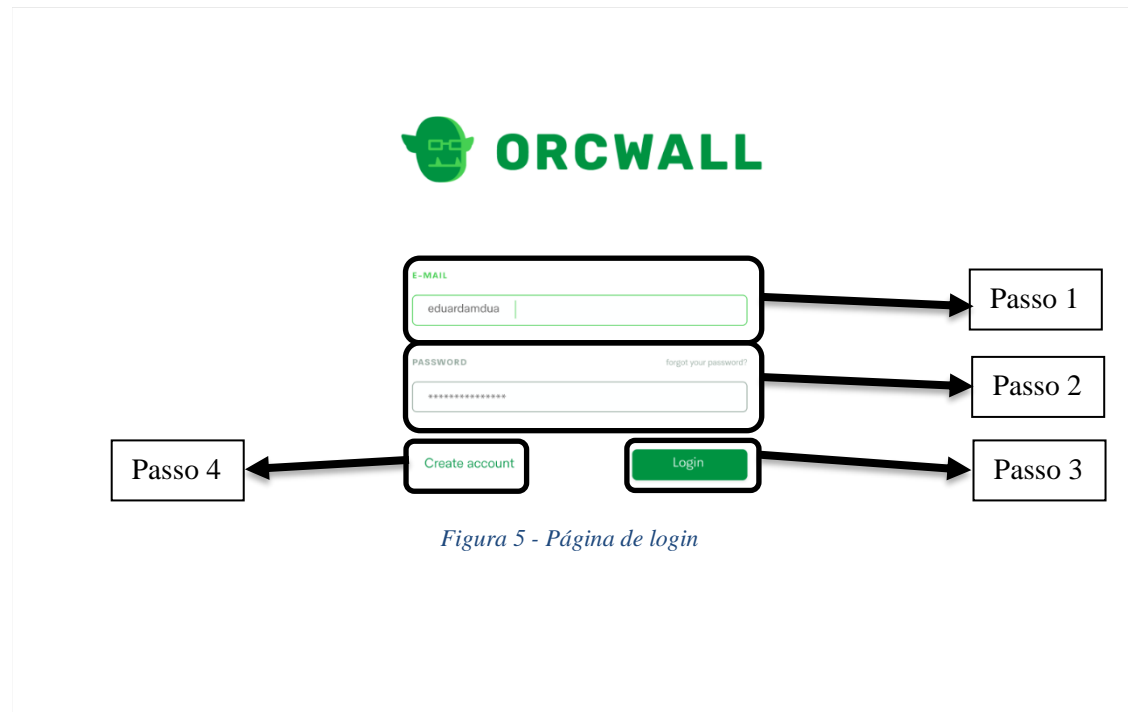 ORCWALL
E-MAIL
eduardamdua
Passo 1
PASSWORD forgot your password?
***************
Passo 2
Passo 4
Create account
Login
Passo 3
Figura 5 - Página de login